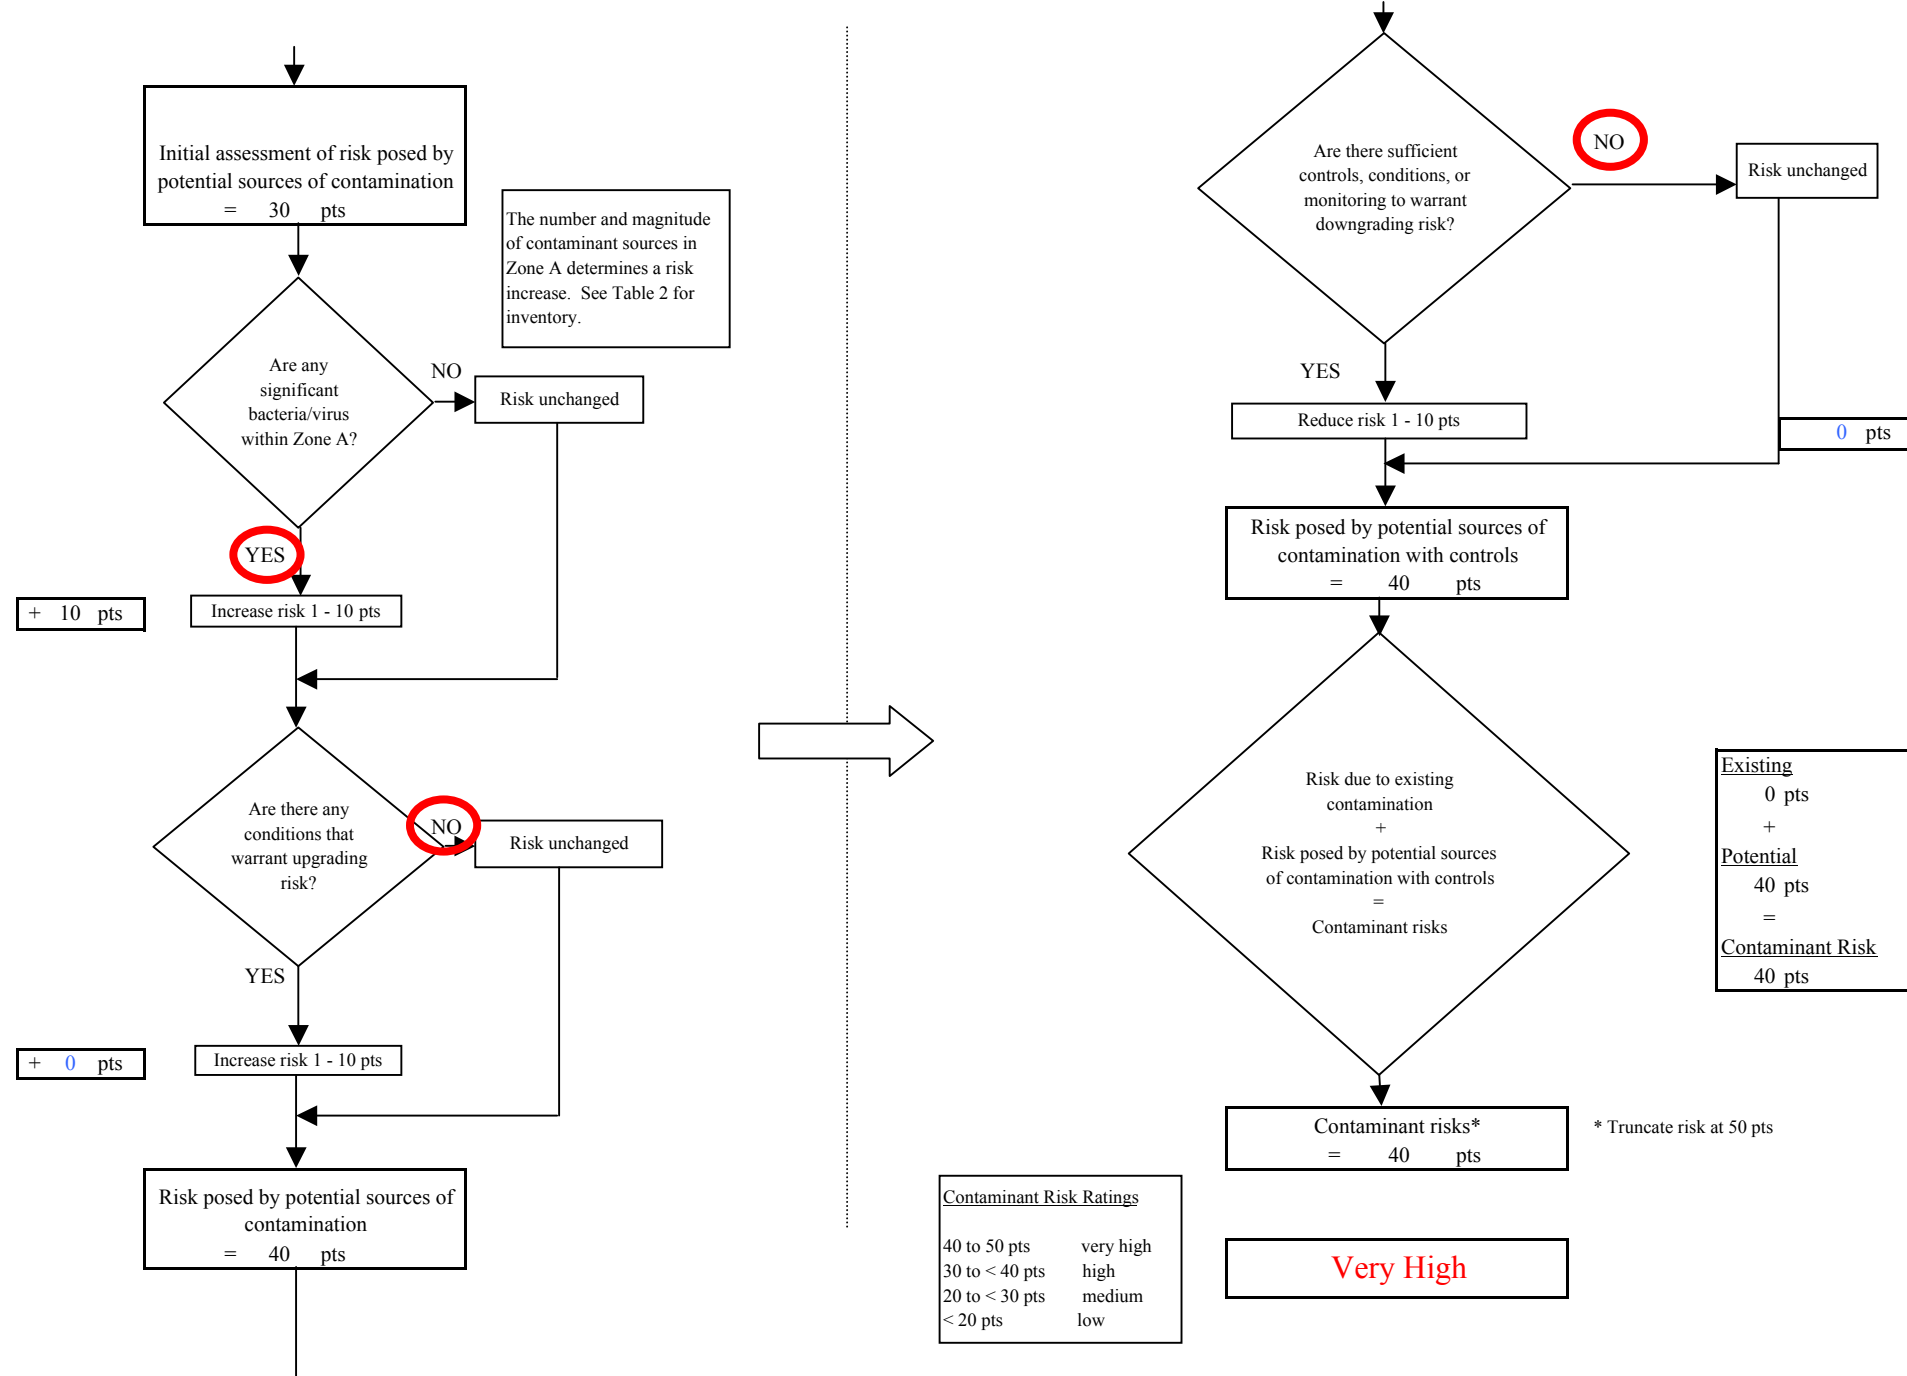 Initial assessment of risk posed by
potential sources of contamination
= 30 pts
The number and magnitude
of contaminant sources in
Zone A determines a risk
increase. See Table 2 for
inventory.
Are any
significant
bacteria/virus
within Zone A?
NO
Risk unchanged
YES
+ 10 pts
Increase risk 1 - 10 pts
Are there any
conditions that
warrant upgrading
risk?
NO
Risk unchanged
YES
+ 0 pts
Increase risk 1 - 10 pts
Risk posed by potential sources of
contamination
= 40 pts
Are there sufficient
controls, conditions, or
monitoring to warrant
downgrading risk?
NO
Risk unchanged
YES
Reduce risk 1 - 10 pts
0 pts
Risk posed by potential sources of
contamination with controls
= 40 pts
Risk due to existing
contamination
+
Risk posed by potential sources
of contamination with controls
=
Contaminant risks
Existing
0 pts
+
Potential
40 pts
=
Contaminant Risk
40 pts
Contaminant risks*
= 40 pts
* Truncate risk at 50 pts
Contaminant Risk Ratings
40 to 50 pts very high
30 to < 40 pts high
20 to < 30 pts medium
< 20 pts low
Very High